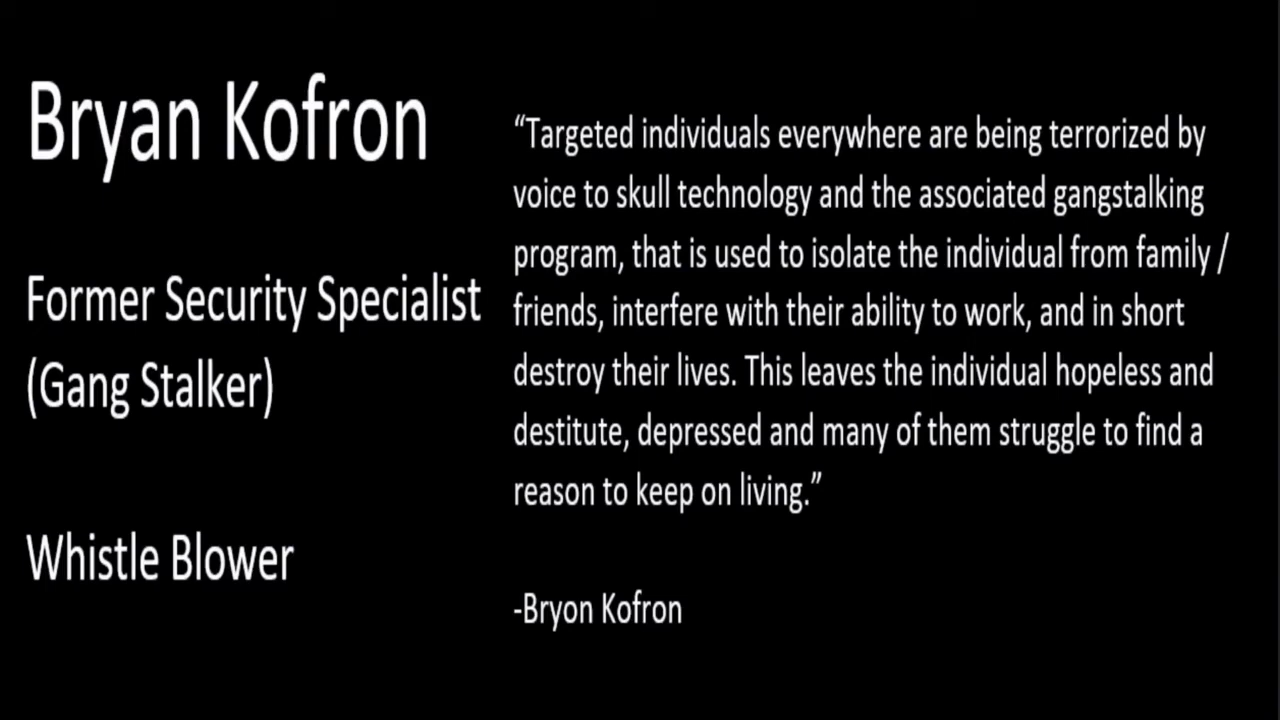 Bryan Kofron
Former Security Specialist
(Gang Stalker)
Whistle Blower
“Targeted individuals everywhere are being terrorized by
voice to skull technology and the associated gangstalking
program, that is used to isolate the individual from family /
friends, interfere with their ability to work, and in short
destroy their lives. This leaves the individual hopeless and
destitute, depressed and many of them struggle to find a
reason to keep on living.”
-Bryon Kofron